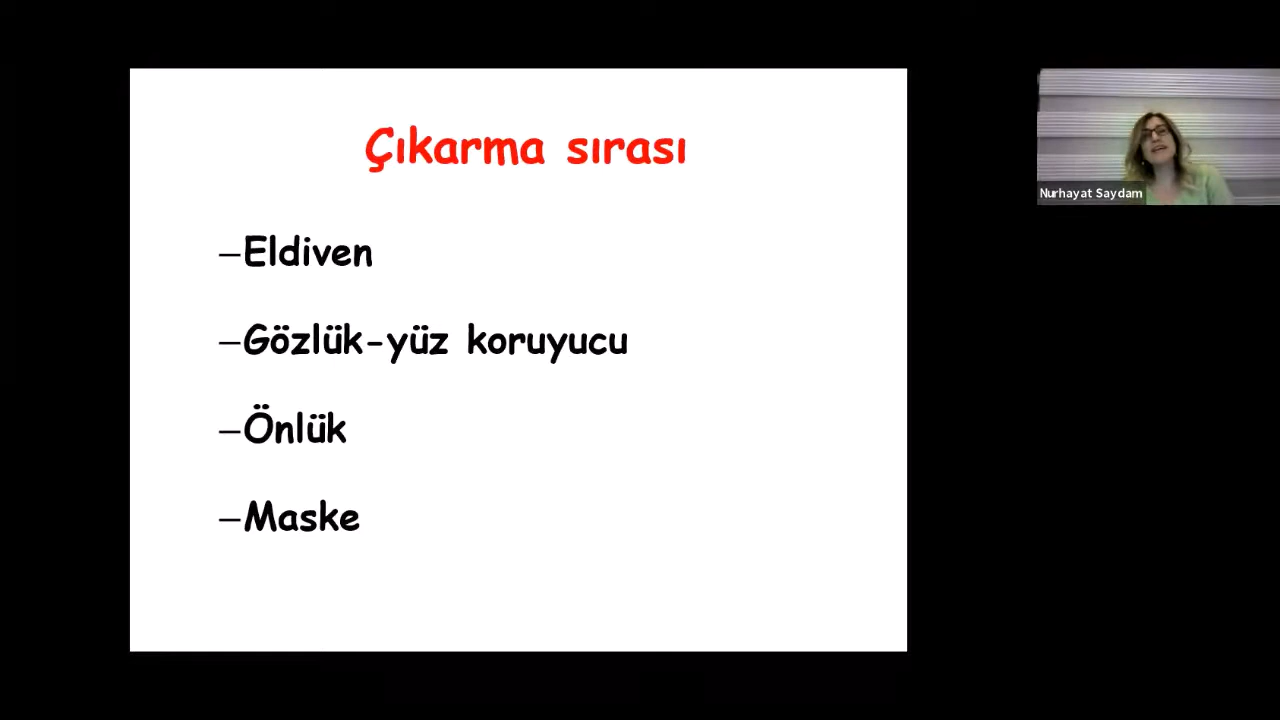 Çıkarma sırası
–Eldiven
–Gözlük-yüz koruyucu
–Önlük
–Maske
Nurhayat Saydam